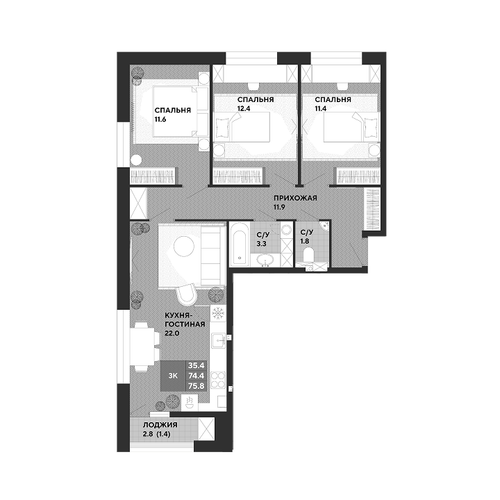 СПАЛЬНЯ
11.6
СПАЛЬНЯ
12.4
СПАЛЬНЯ
11.4
ПРИХОЖАЯ
11.9
С/У
3.3
С/У
1.8
КУХНЯ-
ГОСТИНАЯ
22.0
3К
35.4
74.4
75.8
ЛОДЖИЯ
2.8 (1.4)